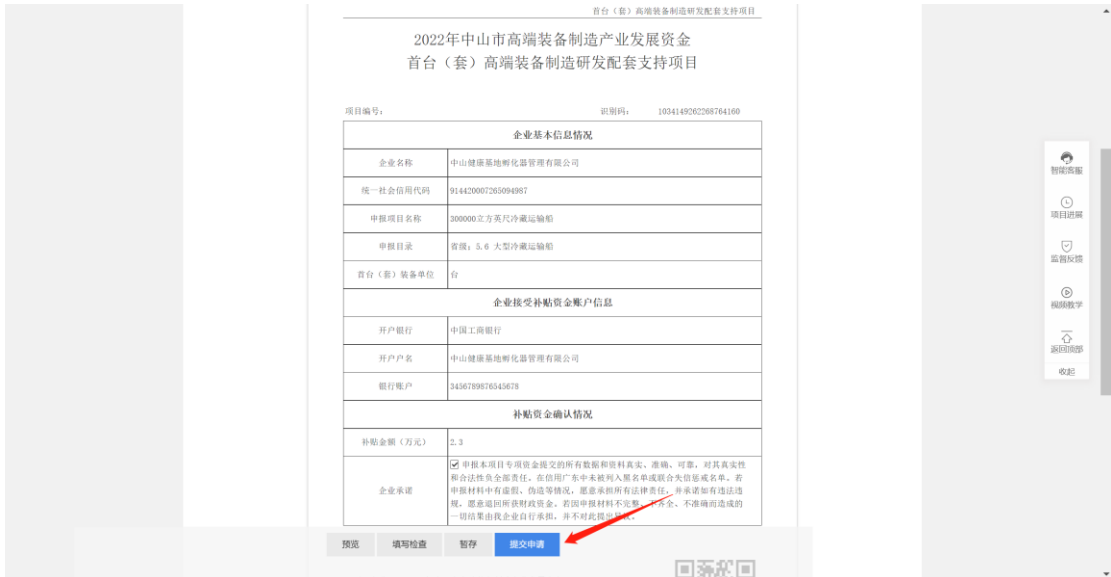 首台（套）高端装备制造研发配套支持项目
2022年中山市高端装备制造产业发展资金
首台（套）高端装备制造研发配套支持项目
项目编号： 识别码： 1034149262268764160
企业基本信息情况
企业名称 中山健康基地孵化器管理有限公司
统一社会信用代码 914420007265094987
申报项目名称 300000立方英尺冷藏运输船
申报目录 省级：5.6 大型冷藏运输船
首台（套）装备单位 台
企业接受补贴资金账户信息
开户银行 中国工商银行
开户户名 中山健康基地孵化器管理有限公司
银行账户 3456789876545678
补贴资金确认情况
补贴金额（万元） 2.3
企业承诺
申报本项目专项资金提交的所有数据和资料真实、准确、可靠，对其真实性
和合法性负全部责任。在信用广东中未被列入黑名单或联合失信惩戒名单。若
申报材料中有虚假、伪造等情况，愿意承担所有法律责任，并承诺如有违法违
规，愿意退回所获财政资金。若因申报材料不完整、不齐全、不准确而造成的
一切结果由我企业自行承担，并不对此提出异议。
预览 填写检查 暂存 提交申请
智能客服
项目进展
监督反馈
视频教学
返回顶部
收起